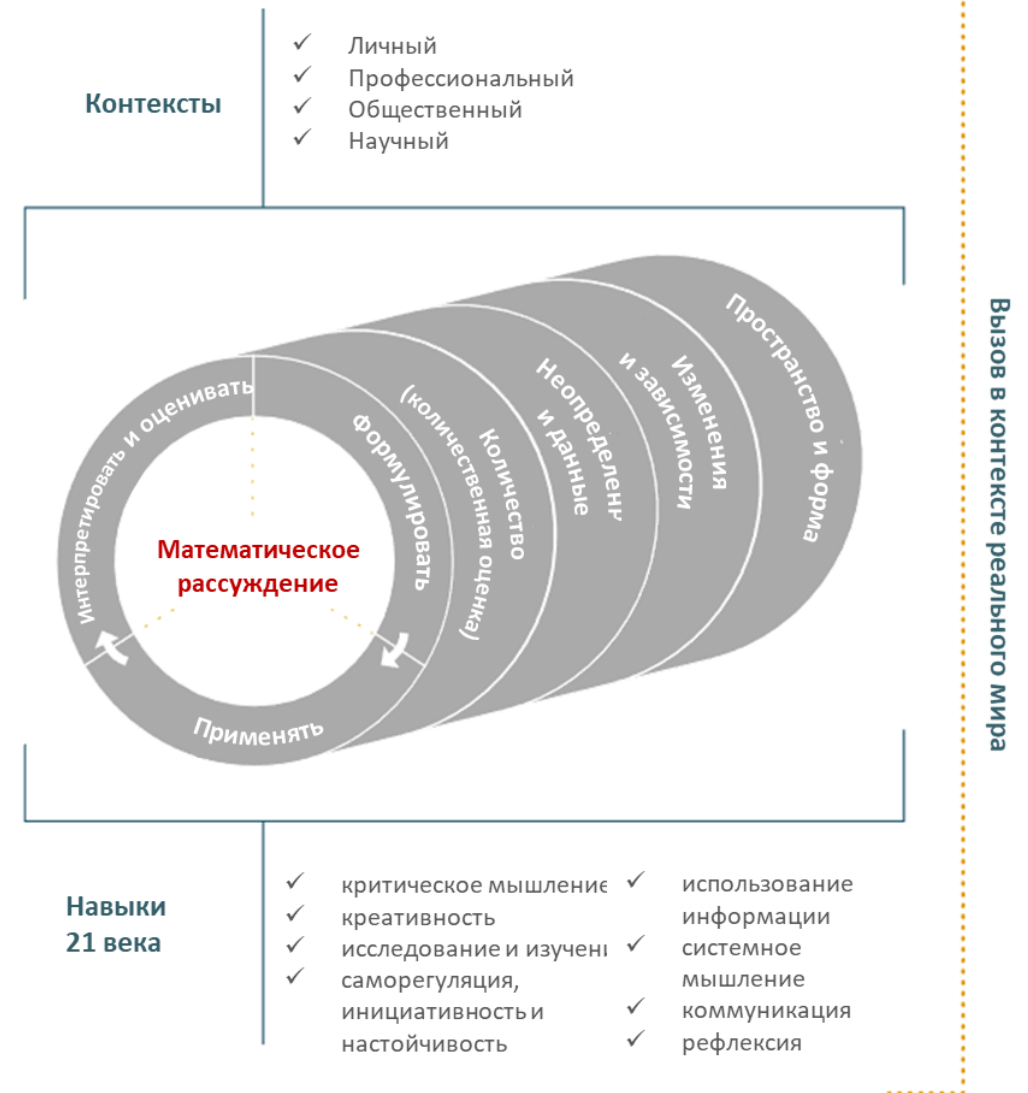 Контексты
✓ Личный
✓ Профессиональный
✓ Общественный
✓ Научный
Интерпретировать и оценивать
Формулировать
Применять
Математическое
рассуждение
Количество
(количественная оценка)
Неопределенн
и данные
Изменения
и зависимости
Пространство и форма
Вызов в контексте реального мира
Навыки
21 века
✓ критическое мышление
✓ креативность
✓ исследование и изучени
✓ саморегуляция,
инициативность и
настойчивость
✓ использование
информации
✓ системное
мышление
✓ коммуникация
✓ рефлексия